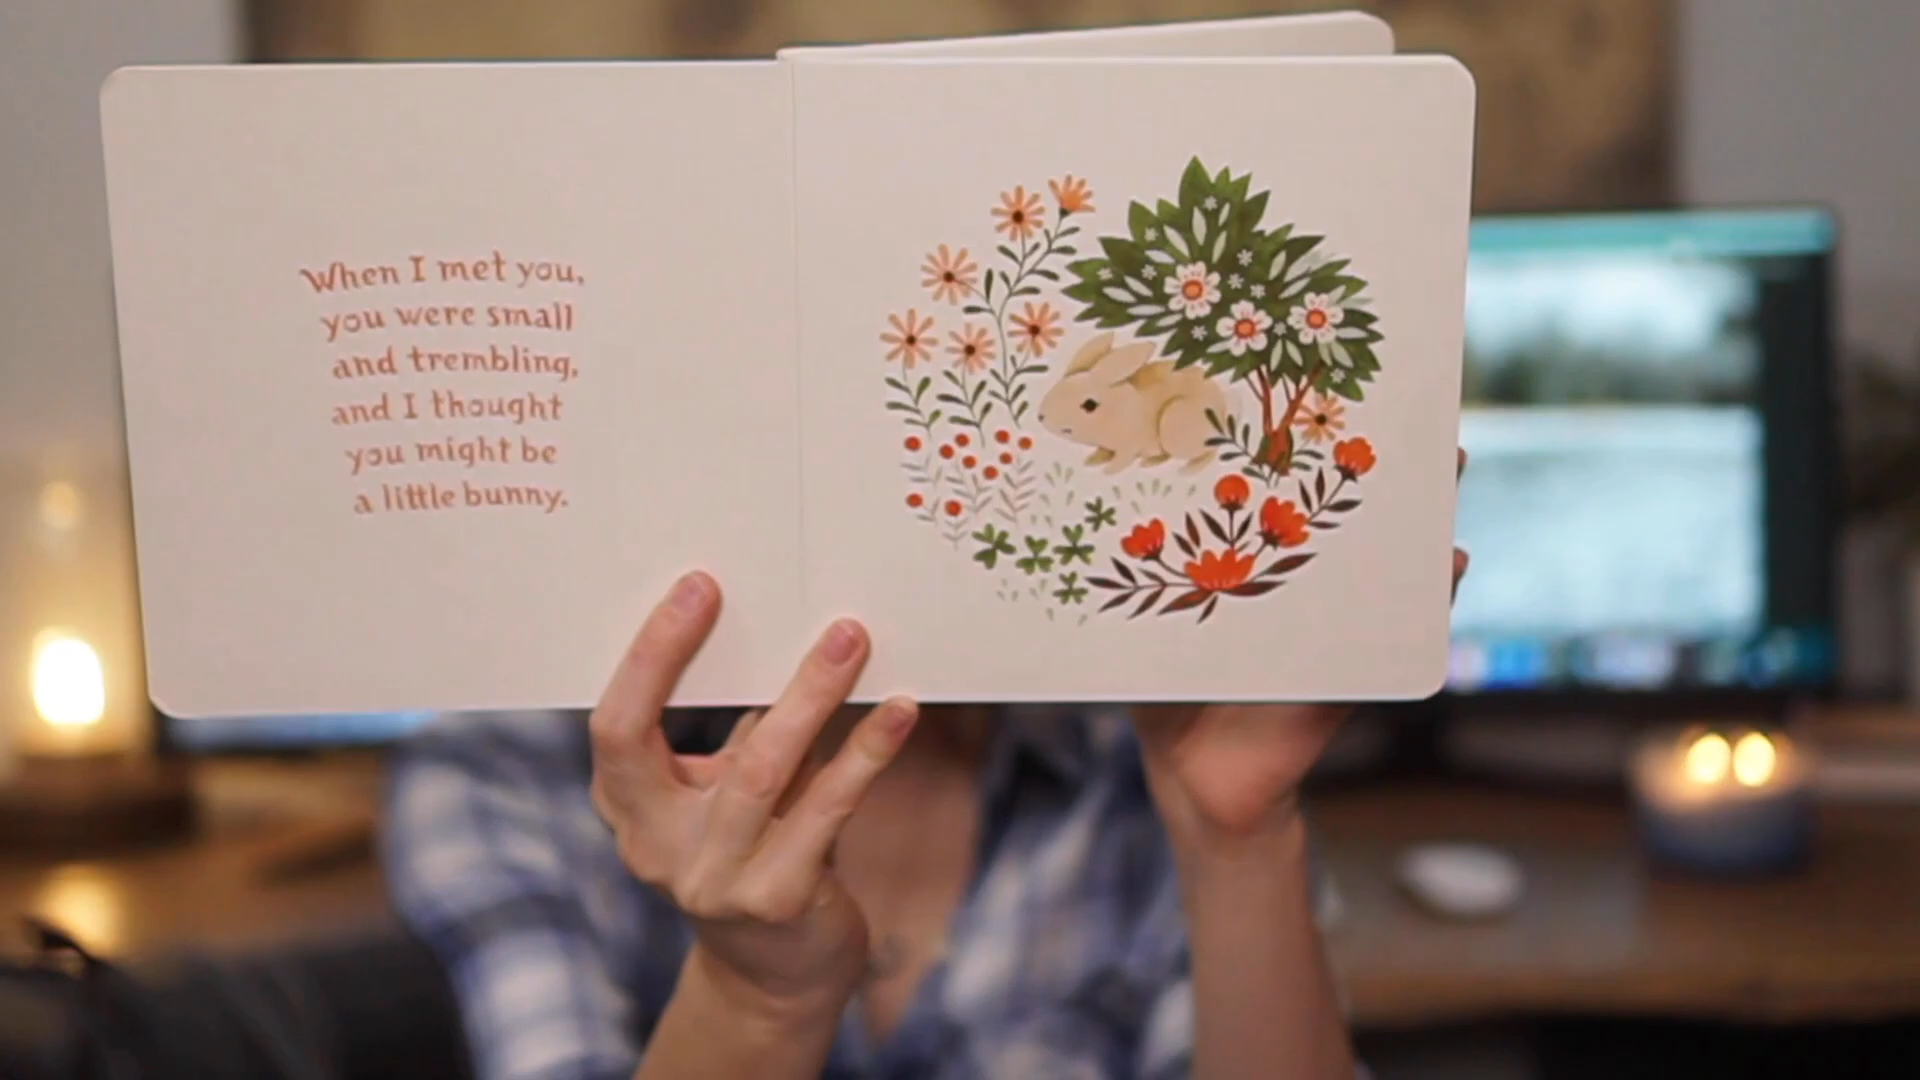 When I met you,
you were small
and trembling,
and I thought
you might be
a little bunny.